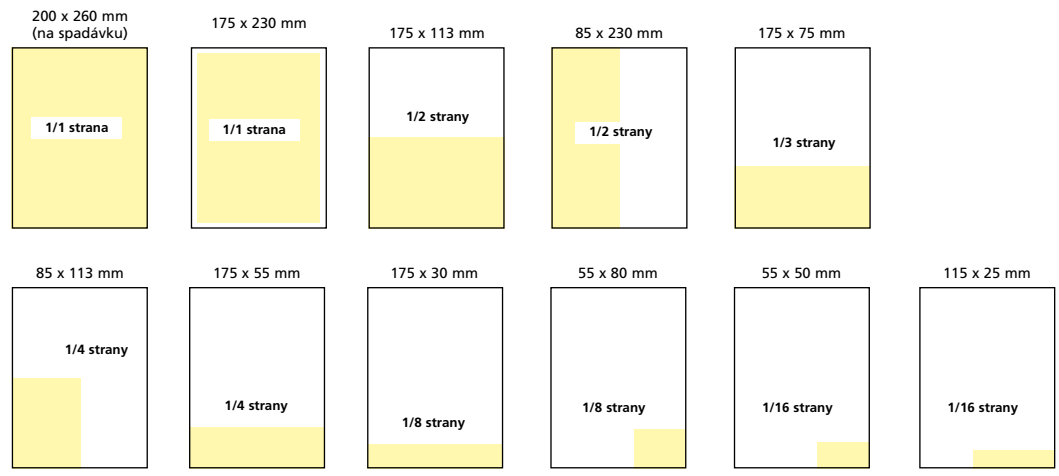 200 x 260 mm
(na spadávku)
175 x 230 mm
175 x 113 mm
85 x 230 mm
175 x 75 mm
1/1 strana
1/1 strana
1/2 strany
1/2 strany
1/3 strany
85 x 113 mm
175 x 55 mm
175 x 30 mm
55 x 80 mm
55 x 50 mm
115 x 25 mm
1/4 strany
1/4 strany
1/8 strany
1/8 strany
1/16 strany
1/16 strany